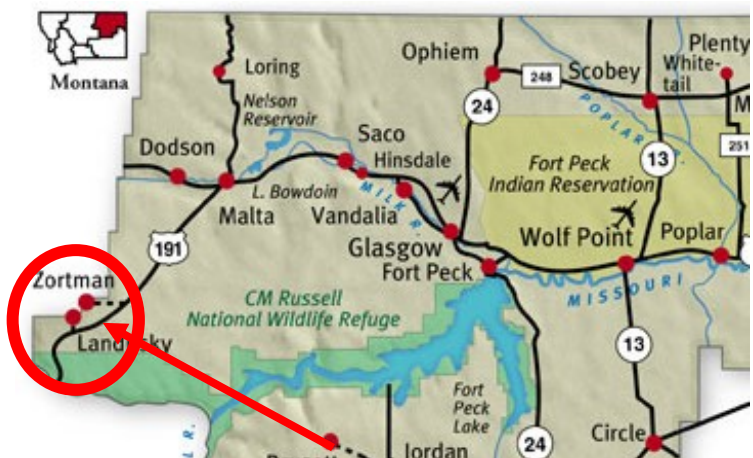 Montana
Loring
Nelson
Reservoir
Dodson
Malta
L. Bowdoin
Saco
Hinsdale
Vandalia
MILK R.
Glasgow
Fort Peck
Ophiem
24
248
Scobey
Plenty
White-
tail
M
251
POPLAR R.
Fort Peck
Indian Reservation
13
Wolf Point
Poplar
MISSOURI
191
Zortman
Landusky
CM Russell
National Wildlife Refuge
13
Fort
Peck
Lake
24
Circle
Jordan
R.